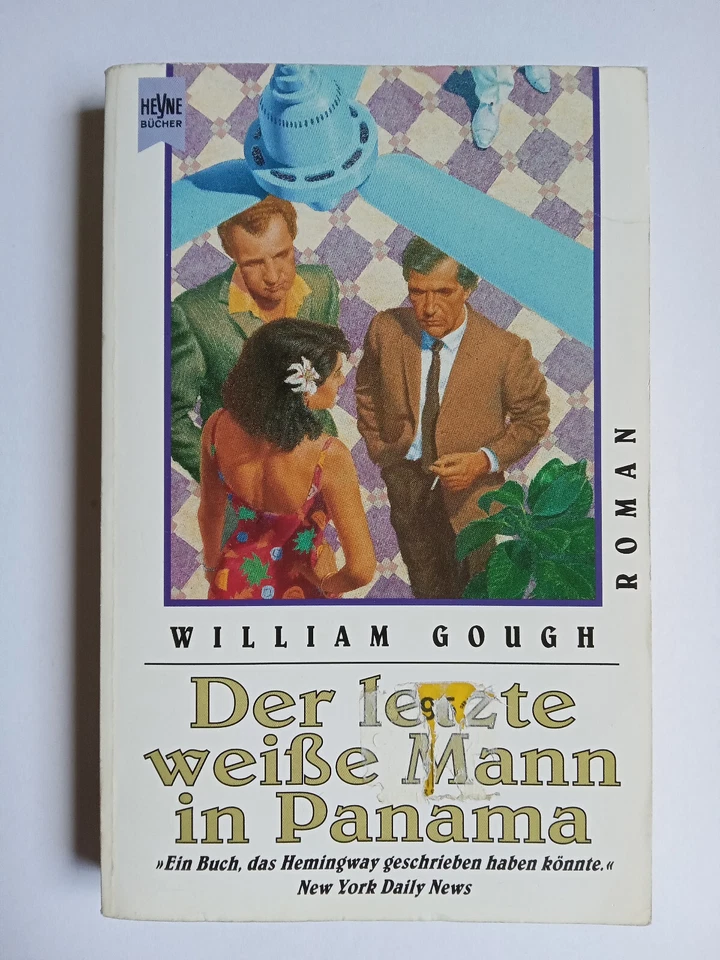 HEYNE
BÜCHER
ROMAN
WILLIAM GOUGH
Der letzte
weiße Mann
in Panama
»Ein Buch, das Hemingway geschrieben haben könnte.«
New York Daily News